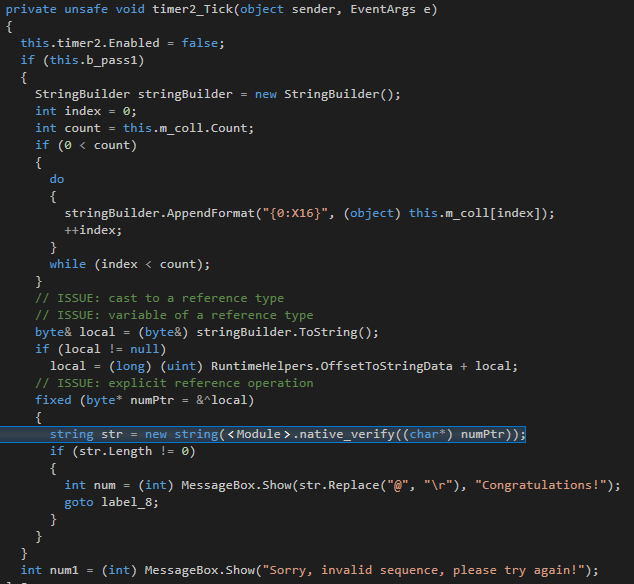 private unsafe void timer2_Tick(object sender, EventArgs e)
{
  this.timer2.Enabled = false;
  if (this.b_pass1)
  {
    StringBuilder stringBuilder = new StringBuilder();
    int index = 0;
    int count = this.m_coll.Count;
    if (0 < count)
    {
      do
      {
        stringBuilder.AppendFormat("{0:X16}", (object) this.m_coll[index]);
        ++index;
      }
      while (index < count);
    }
    // ISSUE: cast to a reference type
    // ISSUE: variable of a reference type
    byte& local = (byte&) stringBuilder.ToString();
    if (local != null)
      local = (long) (uint) RuntimeHelpers.OffsetToStringData + local;
    // ISSUE: explicit reference operation
    fixed (byte* numPtr = &^local)
    {
      string str = new string(<Module>.native_verify((char*) numPtr));
      if (str.Length != 0)
      {
        int num = (int) MessageBox.Show(str.Replace("@", "\r"), "Congratulations!");
        goto label_8;
      }
    }
  }
  int num1 = (int) MessageBox.Show("Sorry, invalid sequence, please try again!");